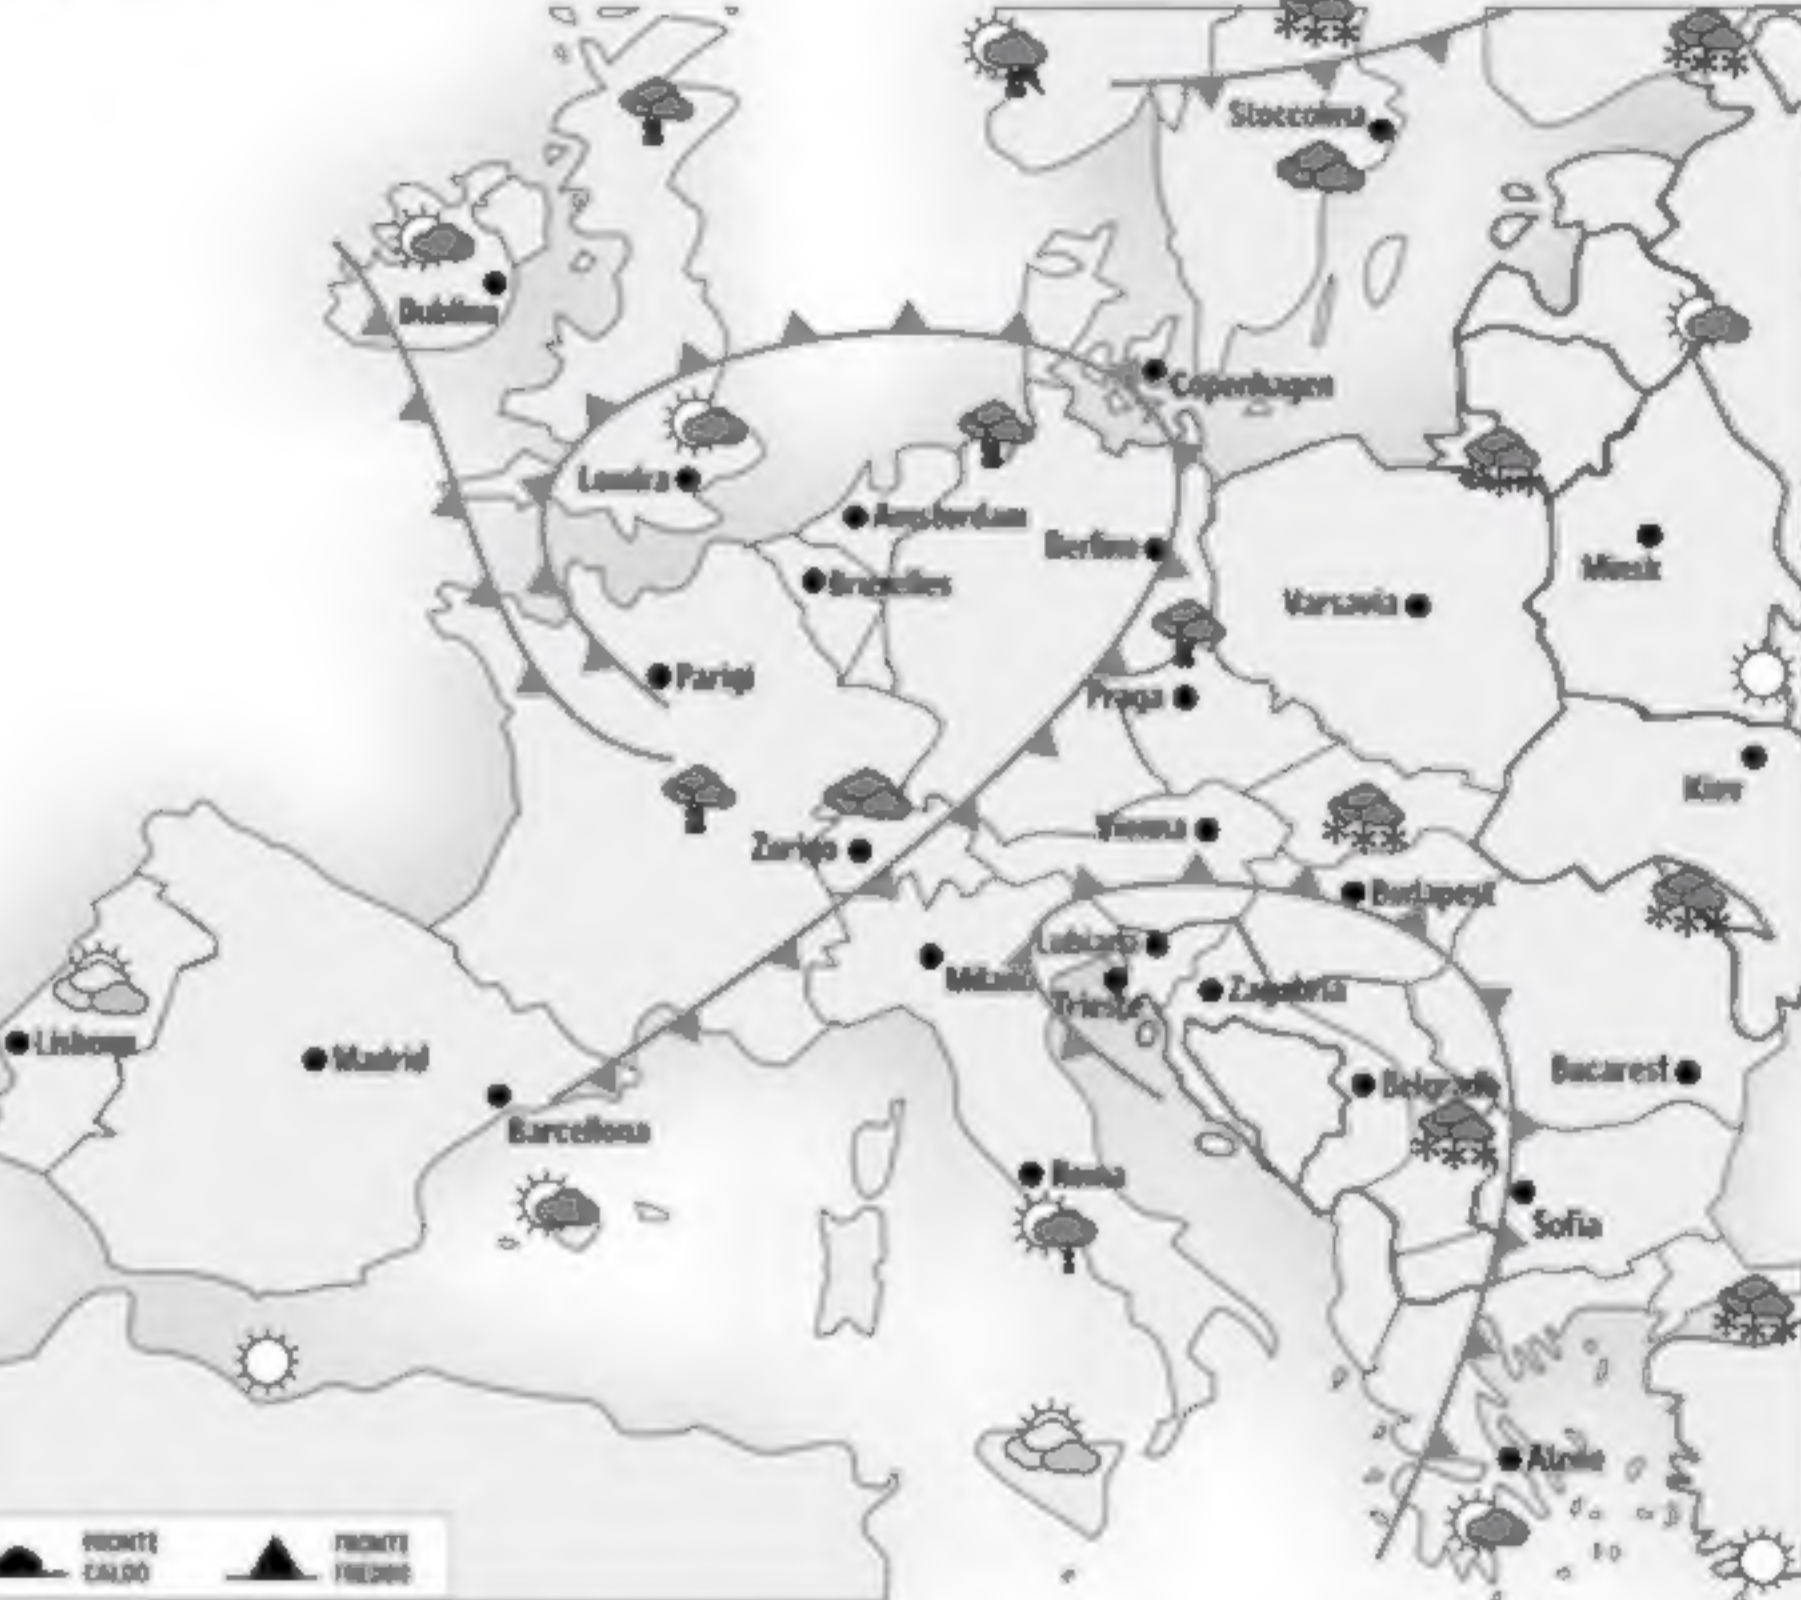 Stoccolma
Dublino
Copenhagen
Londra
Amsterdam
Berlino
Bruxelles
Minsk
Varsavia
Parigi
Praga
Kiev
Vienna
Zurigo
Budapest
Lubiana
Milano
Zagabria
Trieste
Lisbona
Madrid
Bucarest
Belgrado
Barcellona
Roma
Sofia
Atene
FRONTE
CALDO
FRONTE
FREDDO